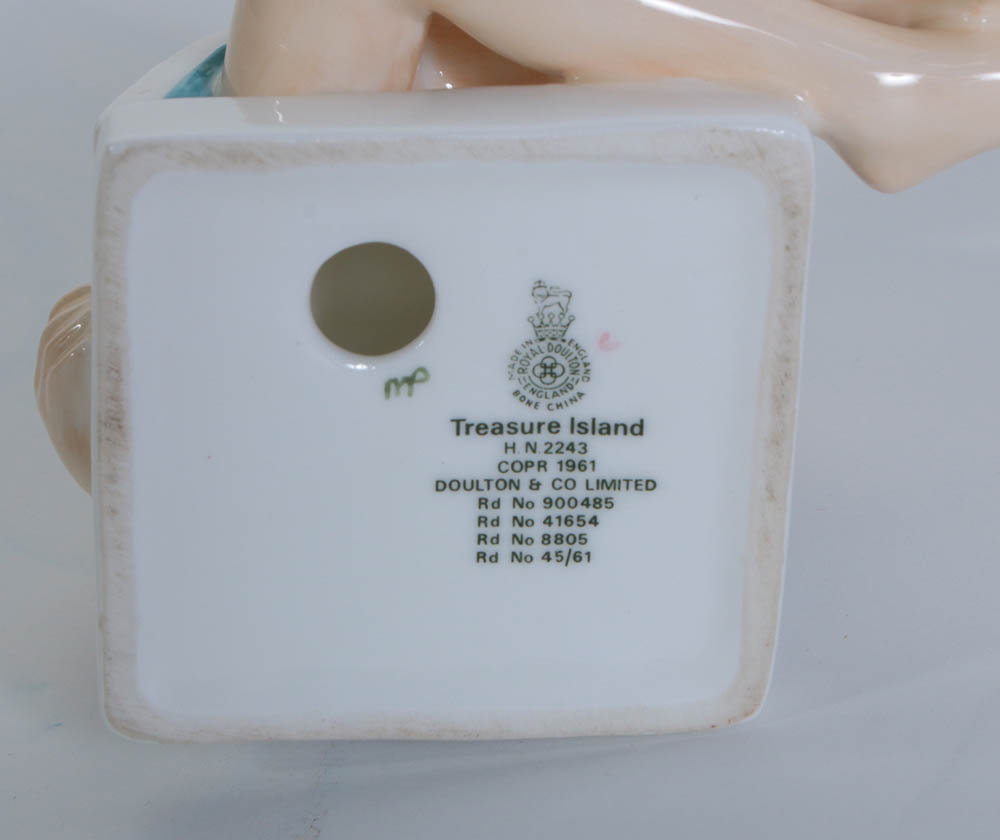 MADE IN ENGLAND
ROYAL DOULTON
ENGLAND
BONE CHINA
MP
Treasure Island
H.N.2243
COPR 1961
DOULTON & CO LIMITED
Rd No 900485
Rd No 41654
Rd No 8805
Rd No 45/61